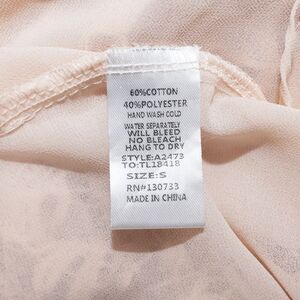 60%COTTON
40%POLYESTER
HAND WASH COLD
WATER SEPARATELY
WILL BLEED
NO BLEACH
HANG TO DRY
STYLE:A2473
TO:TL18418
SIZE:S
RN#130733
MADE IN CHINA